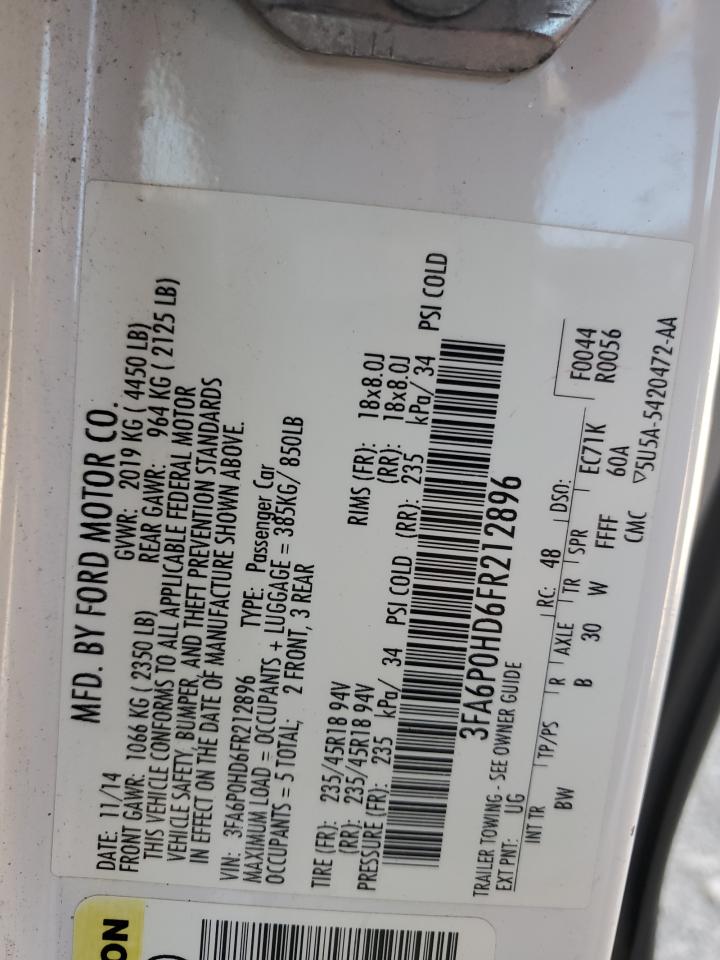 MFD. BY FORD MOTOR CO.
DATE: 11/14 GVWR: 2019 KG ( 4450 LB)
FRONT GAWR: 1066 KG ( 2350 LB) REAR GAWR: 964 KG ( 2125 LB)
THIS VEHICLE CONFORMS TO ALL APPLICABLE FEDERAL MOTOR
VEHICLE SAFETY, BUMPER, AND THEFT PREVENTION STANDARDS
IN EFFECT ON THE DATE OF MANUFACTURE SHOWN ABOVE.
VIN: 3FA6P0HD6FR212896 TYPE: Passenger Car
MAXIMUM LOAD = OCCUPANTS + LUGGAGE = 385KG/ 850LB
OCCUPANTS = 5 TOTAL; 2 FRONT, 3 REAR
TIRE (FR): 235/45R18 94V RIMS (FR): 18x8.0J
(RR): 235/45R18 94V (RR): 18x8.0J
PRESSURE (FR): 235 kPa/ 34 PSI COLD (RR): 235 kPa/ 34 PSI COLD
3FA6P0HD6FR212896
TRAILER TOWING - SEE OWNER GUIDE
EXT PNT: UG RC: 48 DSO: F0044
R0056
INT TR TP/PS R AXLE TR SPR EC71K
BW B 30 W FFFF 60A
CMC ▽5U5A-5420472-AA
ON